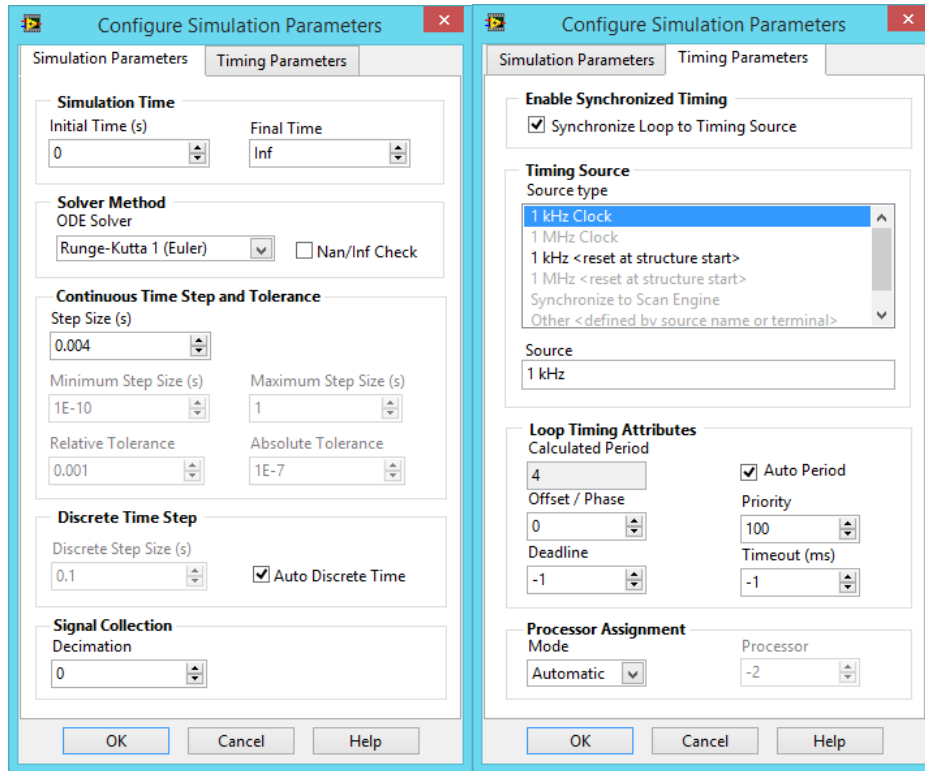 Configure Simulation Parameters
Simulation Parameters Timing Parameters
Simulation Time
Initial Time (s) Final Time
0 Inf
Solver Method
ODE Solver
Runge-Kutta 1 (Euler) Nan/Inf Check
Continuous Time Step and Tolerance
Step Size (s)
0.004
Minimum Step Size (s) Maximum Step Size (s)
1E-10 1
Relative Tolerance Absolute Tolerance
0.001 1E-7
Discrete Time Step
Discrete Step Size (s)
0.1 Auto Discrete Time
Signal Collection
Decimation
0
OK Cancel Help
Configure Simulation Parameters
Simulation Parameters Timing Parameters
Enable Synchronized Timing
Synchronize Loop to Timing Source
Timing Source
Source type
1 kHz Clock
1 MHz Clock
1 kHz <reset at structure start>
1 MHz <reset at structure start>
Synchronize to Scan Engine
Other <defined by source name or terminal>
Source
1 kHz
Loop Timing Attributes
Calculated Period
4 Auto Period
Offset / Phase Priority
0 100
Deadline Timeout (ms)
-1 -1
Processor Assignment
Mode Processor
Automatic -2
OK Cancel Help